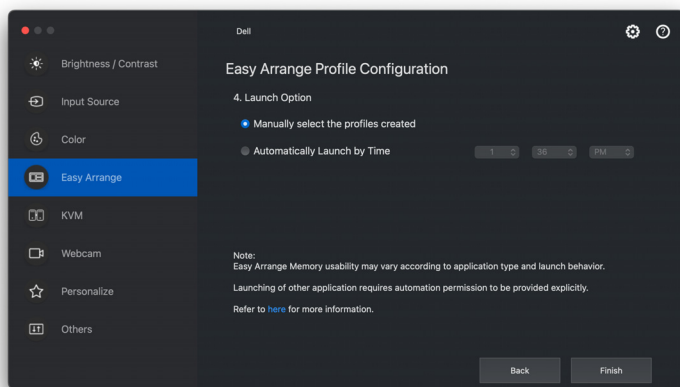 Dell
Brightness / Contrast
Input Source
Color
Easy Arrange
KVM
Webcam
Personalize
Others
Easy Arrange Profile Configuration
4. Launch Option
Manually select the profiles created
Automatically Launch by Time
1 36 PM
Note:
Easy Arrange Memory usability may vary according to application type and launch behavior.
Launching of other application requires automation permission to be provided explicitly.
Refer to here for more information.
Back Finish